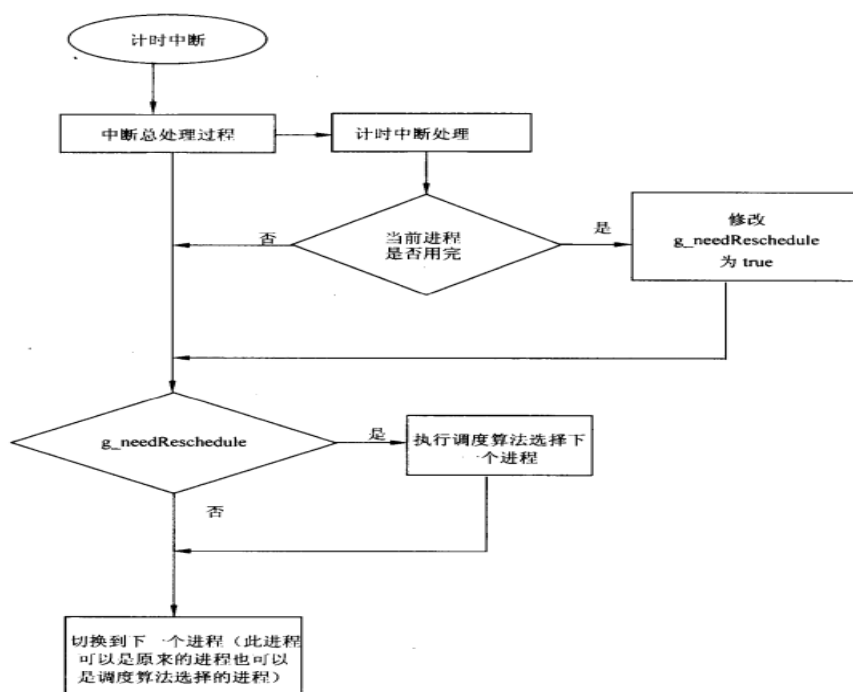 计时中断
中断总处理过程
计时中断处理
否
当前进程
是否用完
是
修改
g_needReschedule
为 true
g_needReschedule
是
执行调度算法选择下
一个进程
否
切换到下一个进程（此进程
可以是原来的进程也可以
是调度算法选择的进程）